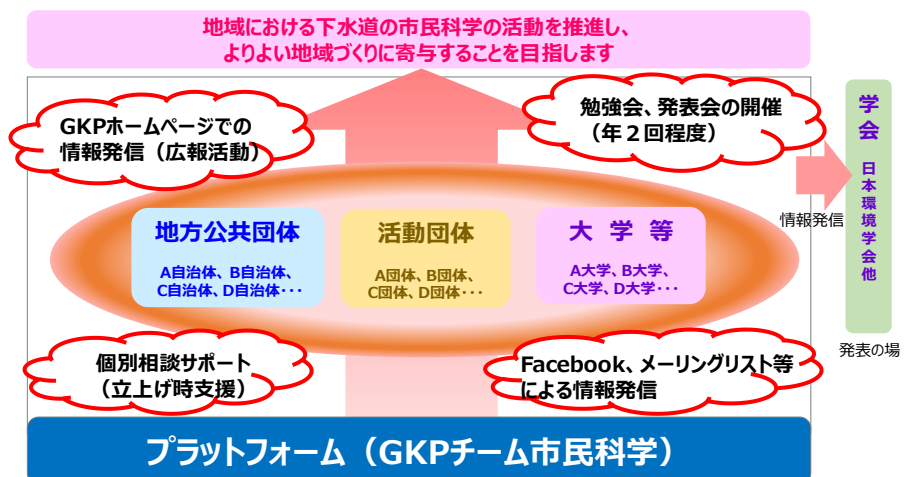 地域における下水道の市民科学の活動を推進し、
よりよい地域づくりに寄与することを目指します
GKPホームページでの
情報発信（広報活動）
勉強会、発表会の開催
（年２回程度）
地方公共団体
A自治体、B自治体、
C自治体、D自治体･･･
活動団体
A団体、B団体、
C団体、D団体･･･
大 学 等
A大学、B大学、
C大学、D大学･･･
情報発信
学会 日本環境学会他
発表の場
個別相談サポート
（立上げ時支援）
Facebook、メーリングリスト等
による情報発信
プラットフォーム（GKPチーム市民科学）